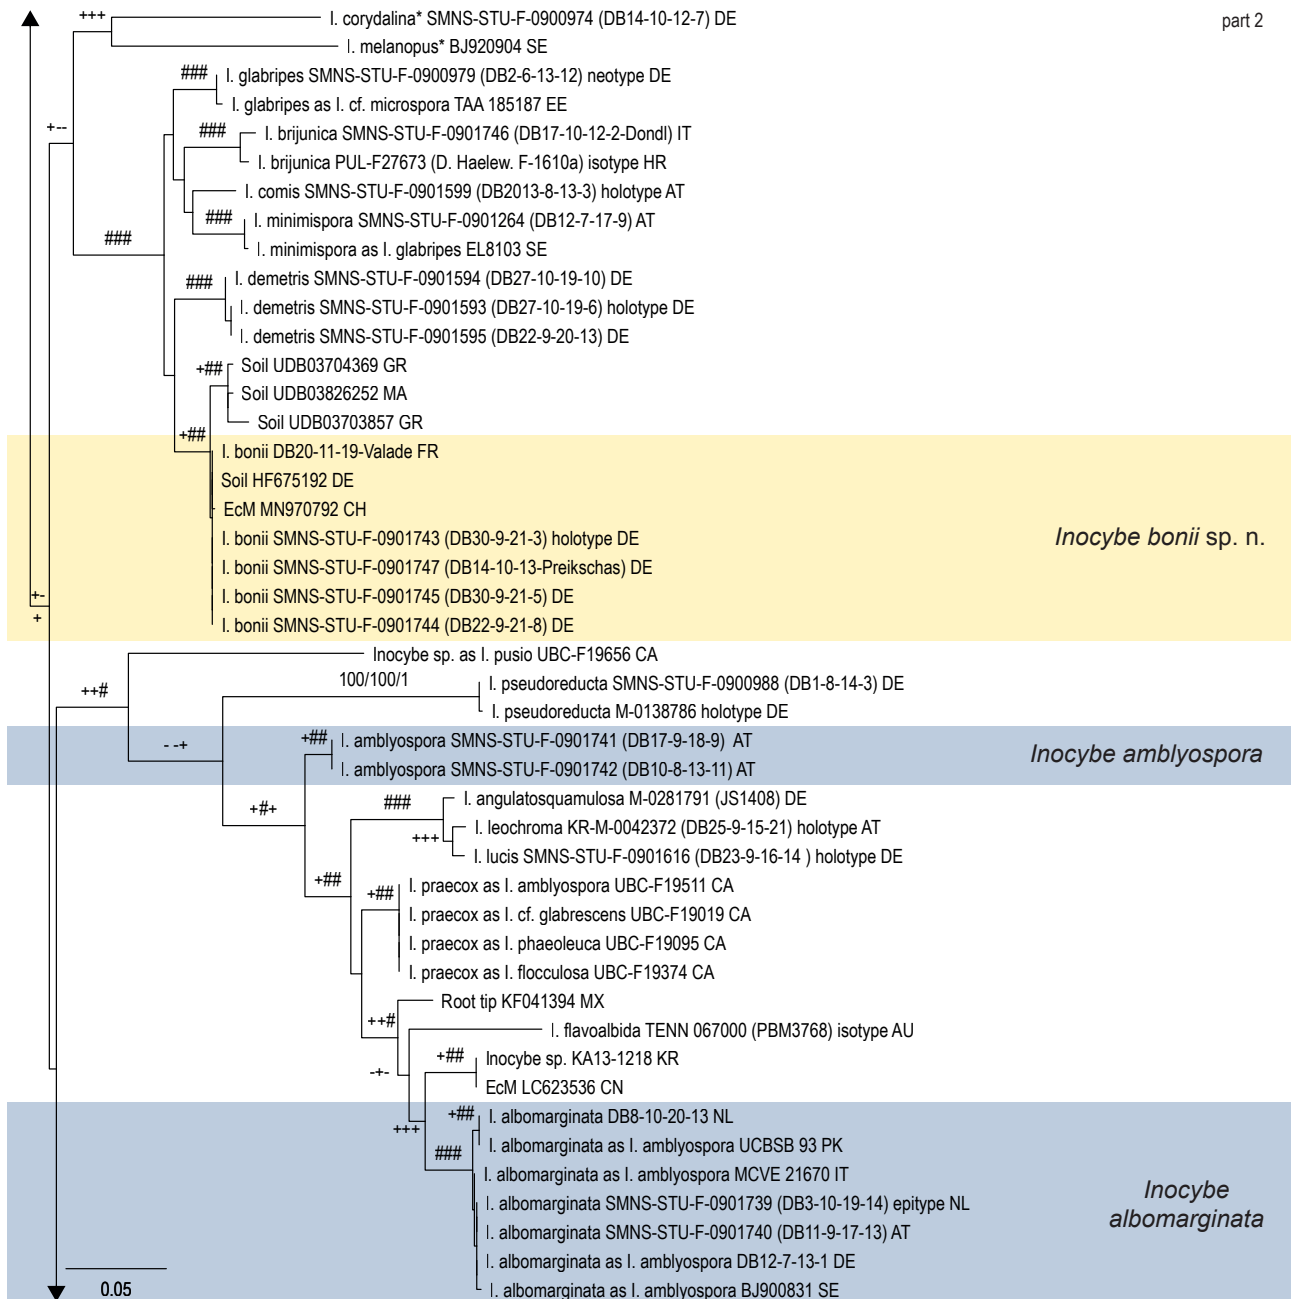 part 2
+++
I. corydalina* SMNS-STU-F-0900974 (DB14-10-12-7) DE
I. melanopus* BJ920904 SE
###
I. glabripes SMNS-STU-F-0900979 (DB2-6-13-12) neotype DE
I. glabripes as I. cf. microspora TAA 185187 EE
+--
###
I. brijunica SMNS-STU-F-0901746 (DB17-10-12-2-Dondl) IT
I. brijunica PUL-F27673 (D. Haelew. F-1610a) isotype HR
I. comis SMNS-STU-F-0901599 (DB2013-8-13-3) holotype AT
###
I. minimispora SMNS-STU-F-0901264 (DB12-7-17-9) AT
###
I. minimispora as I. glabripes EL8103 SE
###
I. demetris SMNS-STU-F-0901594 (DB27-10-19-10) DE
I. demetris SMNS-STU-F-0901593 (DB27-10-19-6) holotype DE
I. demetris SMNS-STU-F-0901595 (DB22-9-20-13) DE
+##
Soil UDB03704369 GR
Soil UDB03826252 MA
Soil UDB03703857 GR
+##
I. bonii DB20-11-19-Valade FR
Soil HF675192 DE
EcM MN970792 CH
I. bonii SMNS-STU-F-0901743 (DB30-9-21-3) holotype DE
Inocybe bonii sp. n.
I. bonii SMNS-STU-F-0901747 (DB14-10-13-Preikschas) DE
I. bonii SMNS-STU-F-0901745 (DB30-9-21-5) DE
+-
+
I. bonii SMNS-STU-F-0901744 (DB22-9-21-8) DE
Inocybe sp. as I. pusio UBC-F19656 CA
++#
100/100/1
I. pseudoreducta SMNS-STU-F-0900988 (DB1-8-14-3) DE
I. pseudoreducta M-0138786 holotype DE
- -+
+##
I. amblyospora SMNS-STU-F-0901741 (DB17-9-18-9) AT
Inocybe amblyospora
I. amblyospora SMNS-STU-F-0901742 (DB10-8-13-11) AT
+#+
###
I. angulatosquamulosa M-0281791 (JS1408) DE
+++
I. leochroma KR-M-0042372 (DB25-9-15-21) holotype AT
I. lucis SMNS-STU-F-0901616 (DB23-9-16-14 ) holotype DE
+##
+##
I. praecox as I. amblyospora UBC-F19511 CA
I. praecox as I. cf. glabrescens UBC-F19019 CA
I. praecox as I. phaeoleuca UBC-F19095 CA
I. praecox as I. flocculosa UBC-F19374 CA
Root tip KF041394 MX
++#
I. flavoalbida TENN 067000 (PBM3768) isotype AU
+##
Inocybe sp. KA13-1218 KR
-+-
EcM LC623536 CN
+##
I. albomarginata DB8-10-20-13 NL
+++
I. albomarginata as I. amblyospora UCBSB 93 PK
###
I. albomarginata as I. amblyospora MCVE 21670 IT
I. albomarginata SMNS-STU-F-0901739 (DB3-10-19-14) epitype NL
Inocybe
albomarginata
I. albomarginata SMNS-STU-F-0901740 (DB11-9-17-13) AT
I. albomarginata as I. amblyospora DB12-7-13-1 DE
I. albomarginata as I. amblyospora BJ900831 SE
0.05